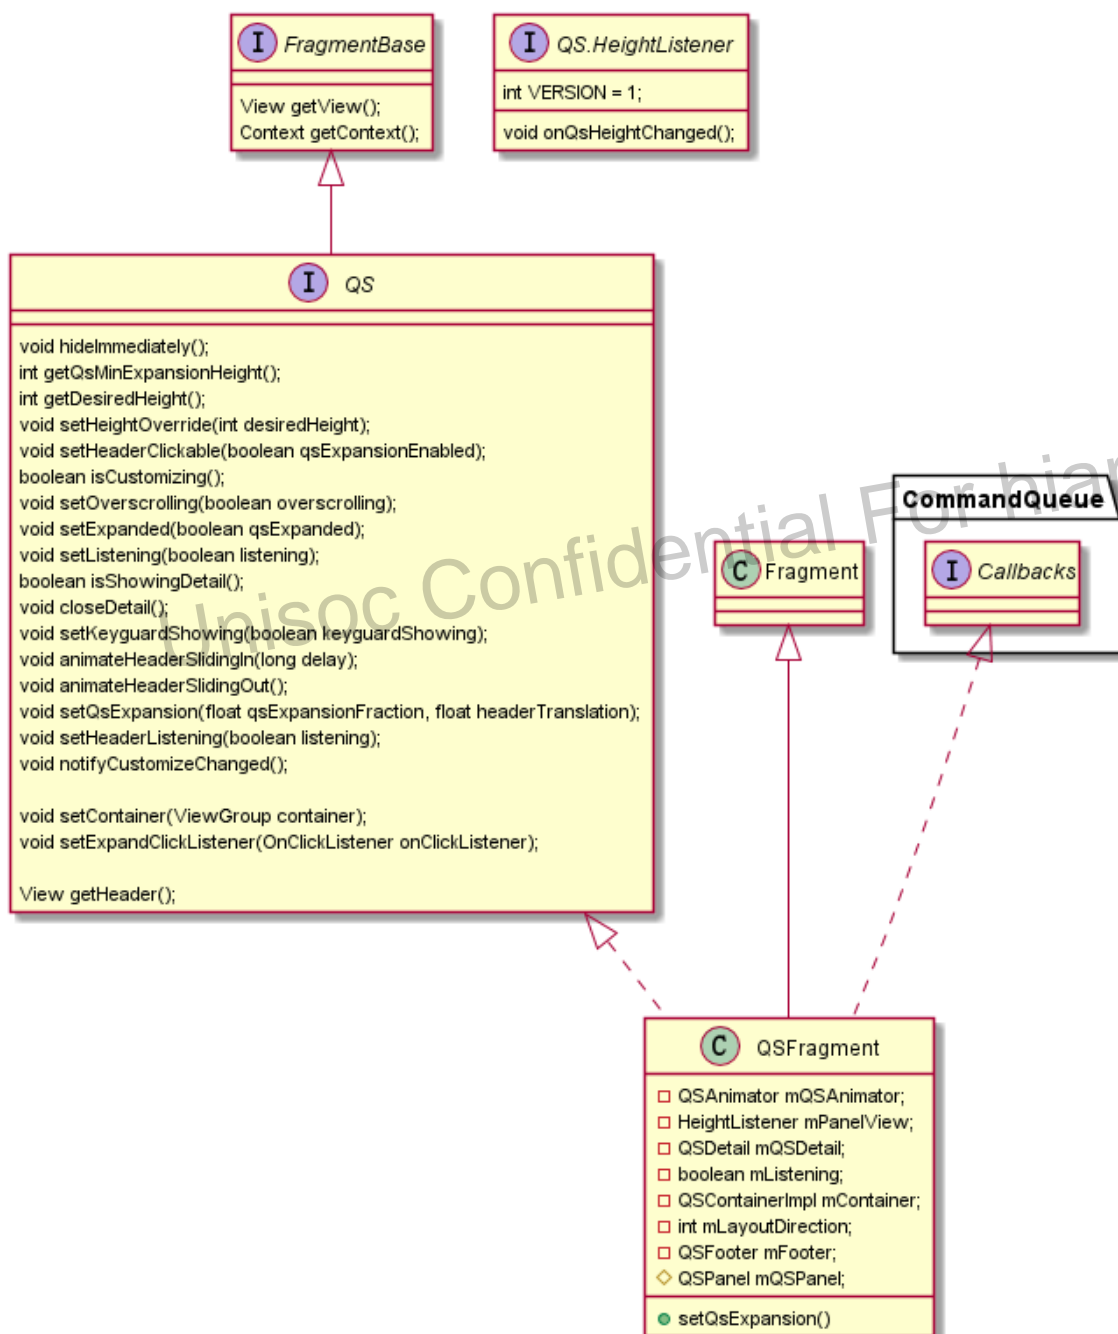 I FragmentBase
View getView();
Context getContext();
I QS.HeightListener
int VERSION = 1;
void onQsHeightChanged();
I QS
void hideImmediately();
int getQsMinExpansionHeight();
int getDesiredHeight();
void setHeightOverride(int desiredHeight);
void setHeaderClickable(boolean qsExpansionEnabled);
boolean isCustomizing();
void setOverscrolling(boolean overscrolling);
void setExpanded(boolean qsExpanded);
void setListening(boolean listening);
boolean isShowingDetail();
void closeDetail();
void setKeyguardShowing(boolean keyguardShowing);
void animateHeaderSlidingIn(long delay);
void animateHeaderSlidingOut();
void setQsExpansion(float qsExpansionFraction, float headerTranslation);
void setHeaderListening(boolean listening);
void notifyCustomizeChanged();
void setContainer(ViewGroup container);
void setExpandClickListener(OnClickListener onClickListener);
View getHeader();
CommandQueue
C Fragment
I Callbacks
Unisoc Confidential For
C QSFragment
QSAnimator mQSAnimator;
HeightListener mPanelView;
QSDetail mQSDetail;
boolean mListening;
QSContainerImpl mContainer;
int mLayoutDirection;
QSFooter mFooter;
QSPanel mQSPanel;
setQsExpansion()